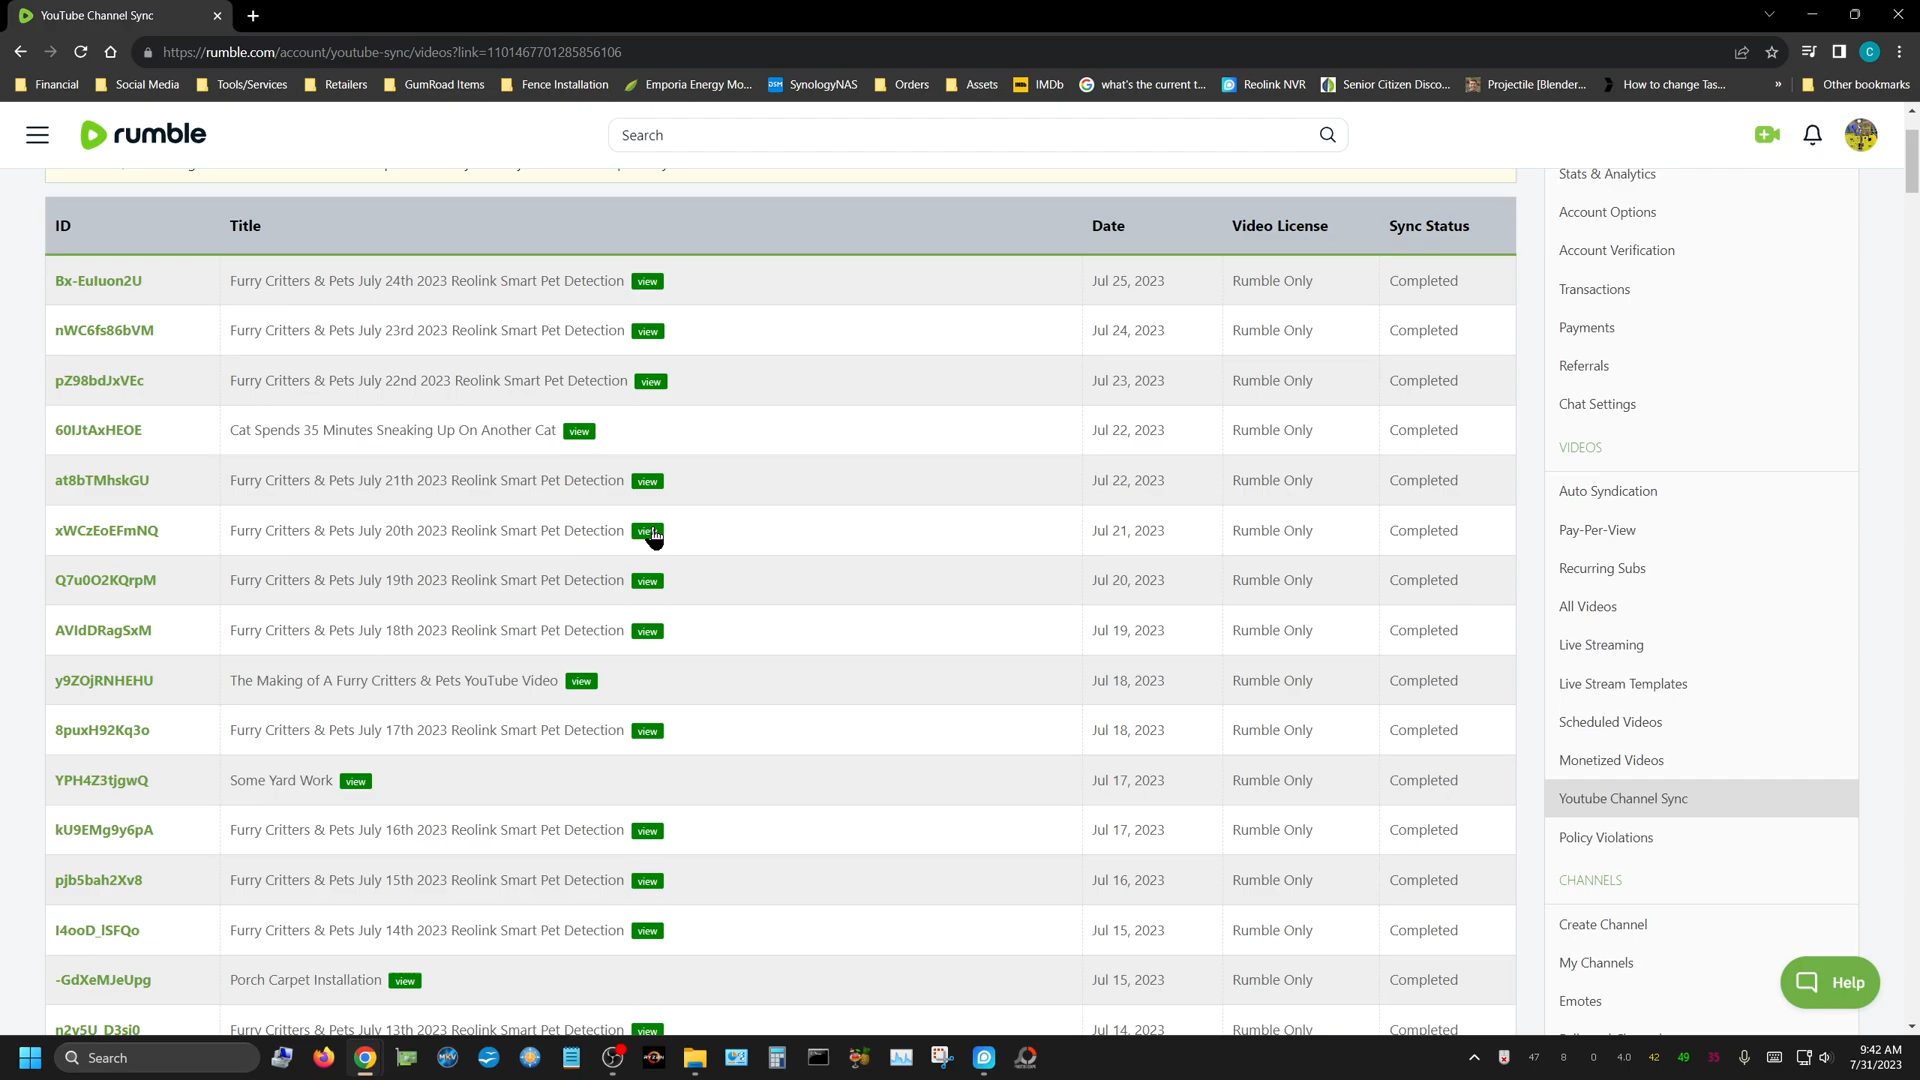 YouTube Channel Sync
https://rumble.com/account/youtube-sync/videos?link=1101467701285856106
C
Financial Social Media Tools/Services Retailers GumRoad Items Fence Installation Emporia Energy Mo... DSM SynologyNAS Orders Assets IMDb what's the current t... Reolink NVR Senior Citizen Disco... Projectile [Blender... How to change Tas... » Other bookmarks
rumble
Search
ID Title Date Video License Sync Status
Bx-EuIuon2U Furry Critters & Pets July 24th 2023 Reolink Smart Pet Detection view Jul 25, 2023 Rumble Only Completed
nWC6fs86bVM Furry Critters & Pets July 23rd 2023 Reolink Smart Pet Detection view Jul 24, 2023 Rumble Only Completed
pZ98bdJxVEc Furry Critters & Pets July 22nd 2023 Reolink Smart Pet Detection view Jul 23, 2023 Rumble Only Completed
60IJtAxHEOE Cat Spends 35 Minutes Sneaking Up On Another Cat view Jul 22, 2023 Rumble Only Completed
at8bTMhskGU Furry Critters & Pets July 21th 2023 Reolink Smart Pet Detection view Jul 22, 2023 Rumble Only Completed
xWCzEoEFmNQ Furry Critters & Pets July 20th 2023 Reolink Smart Pet Detection view Jul 21, 2023 Rumble Only Completed
Q7u0O2KQrpM Furry Critters & Pets July 19th 2023 Reolink Smart Pet Detection view Jul 20, 2023 Rumble Only Completed
AVIdDRagSxM Furry Critters & Pets July 18th 2023 Reolink Smart Pet Detection view Jul 19, 2023 Rumble Only Completed
y9ZOjRNHEHU The Making of A Furry Critters & Pets YouTube Video view Jul 18, 2023 Rumble Only Completed
8puxH92Kq3o Furry Critters & Pets July 17th 2023 Reolink Smart Pet Detection view Jul 18, 2023 Rumble Only Completed
YPH4Z3tjgwQ Some Yard Work view Jul 17, 2023 Rumble Only Completed
kU9EMg9y6pA Furry Critters & Pets July 16th 2023 Reolink Smart Pet Detection view Jul 17, 2023 Rumble Only Completed
pjb5bah2Xv8 Furry Critters & Pets July 15th 2023 Reolink Smart Pet Detection view Jul 16, 2023 Rumble Only Completed
I4ooD_lSFQo Furry Critters & Pets July 14th 2023 Reolink Smart Pet Detection view Jul 15, 2023 Rumble Only Completed
-GdXeMJeUpg Porch Carpet Installation view Jul 15, 2023 Rumble Only Completed
n2v5U_D3si0 Furry Critters & Pets July 13th 2023 Reolink Smart Pet Detection view Jul 14, 2023 Rumble Only Completed
Stats & Analytics
Account Options
Account Verification
Transactions
Payments
Referrals
Chat Settings
VIDEOS
Auto Syndication
Pay-Per-View
Recurring Subs
All Videos
Live Streaming
Live Stream Templates
Scheduled Videos
Monetized Videos
Youtube Channel Sync
Policy Violations
CHANNELS
Create Channel
My Channels
Emotes
Help
Search
MKV
RYZEN
47 8 0 4.0 42 49 35
9:42 AM
7/31/2023